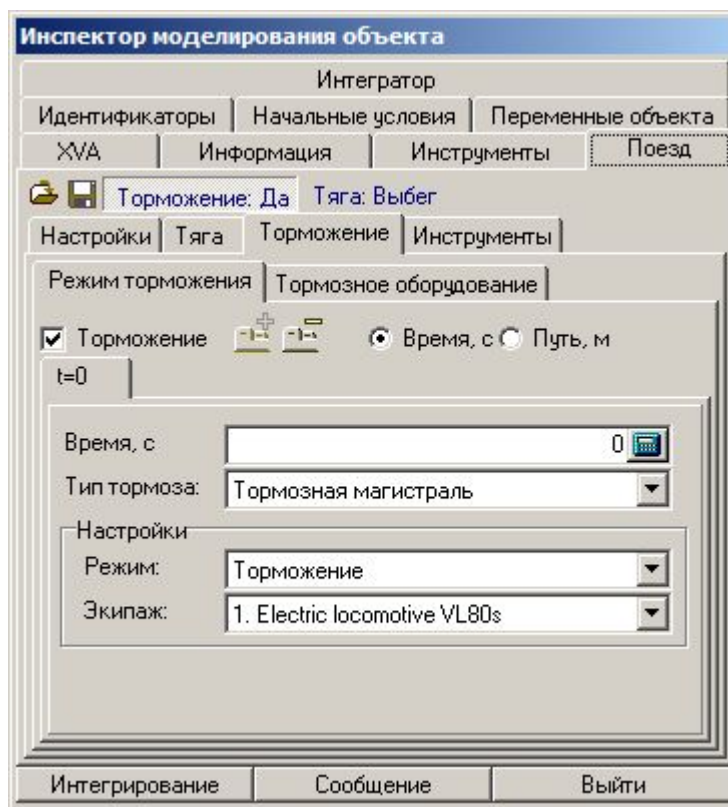 Инспектор моделирования объекта
Интегратор
Идентификаторы Начальные условия Переменные объекта
XVA Информация Инструменты Поезд
Торможение: Да Тяга: Выбег
Настройки Тяга Торможение Инструменты
Режим торможения Тормозное оборудование
Торможение Время, с Путь, м
t=0
Время, с 0
Тип тормоза: Тормозная магистраль
Настройки
Режим: Торможение
Экипаж: 1. Electric locomotive VL80s
Интегрирование Сообщение Выйти